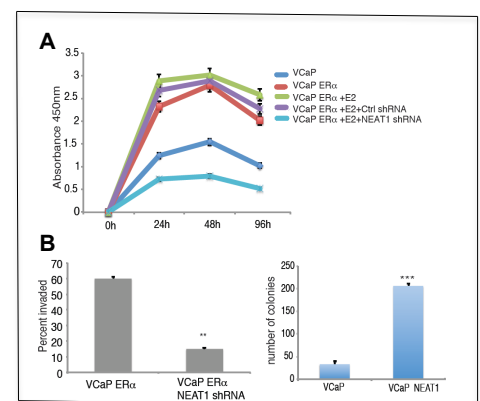 A
3.5
3
2.5
2
1.5
1
0.5
0
Absorbance 450nm
0h
24h
48h
96h
VCaP
VCaP ERα
VCaP ERα +E2
VCaP ERα +E2+Ctrl shRNA
VCaP ERα +E2+NEAT1 shRNA
B
70
60
50
40
30
20
10
0
Percent invaded
**
VCaP ERα
VCaP ERα
NEAT1 shRNA
250
200
150
100
50
0
number of colonies
***
VCaP
VCaP NEAT1